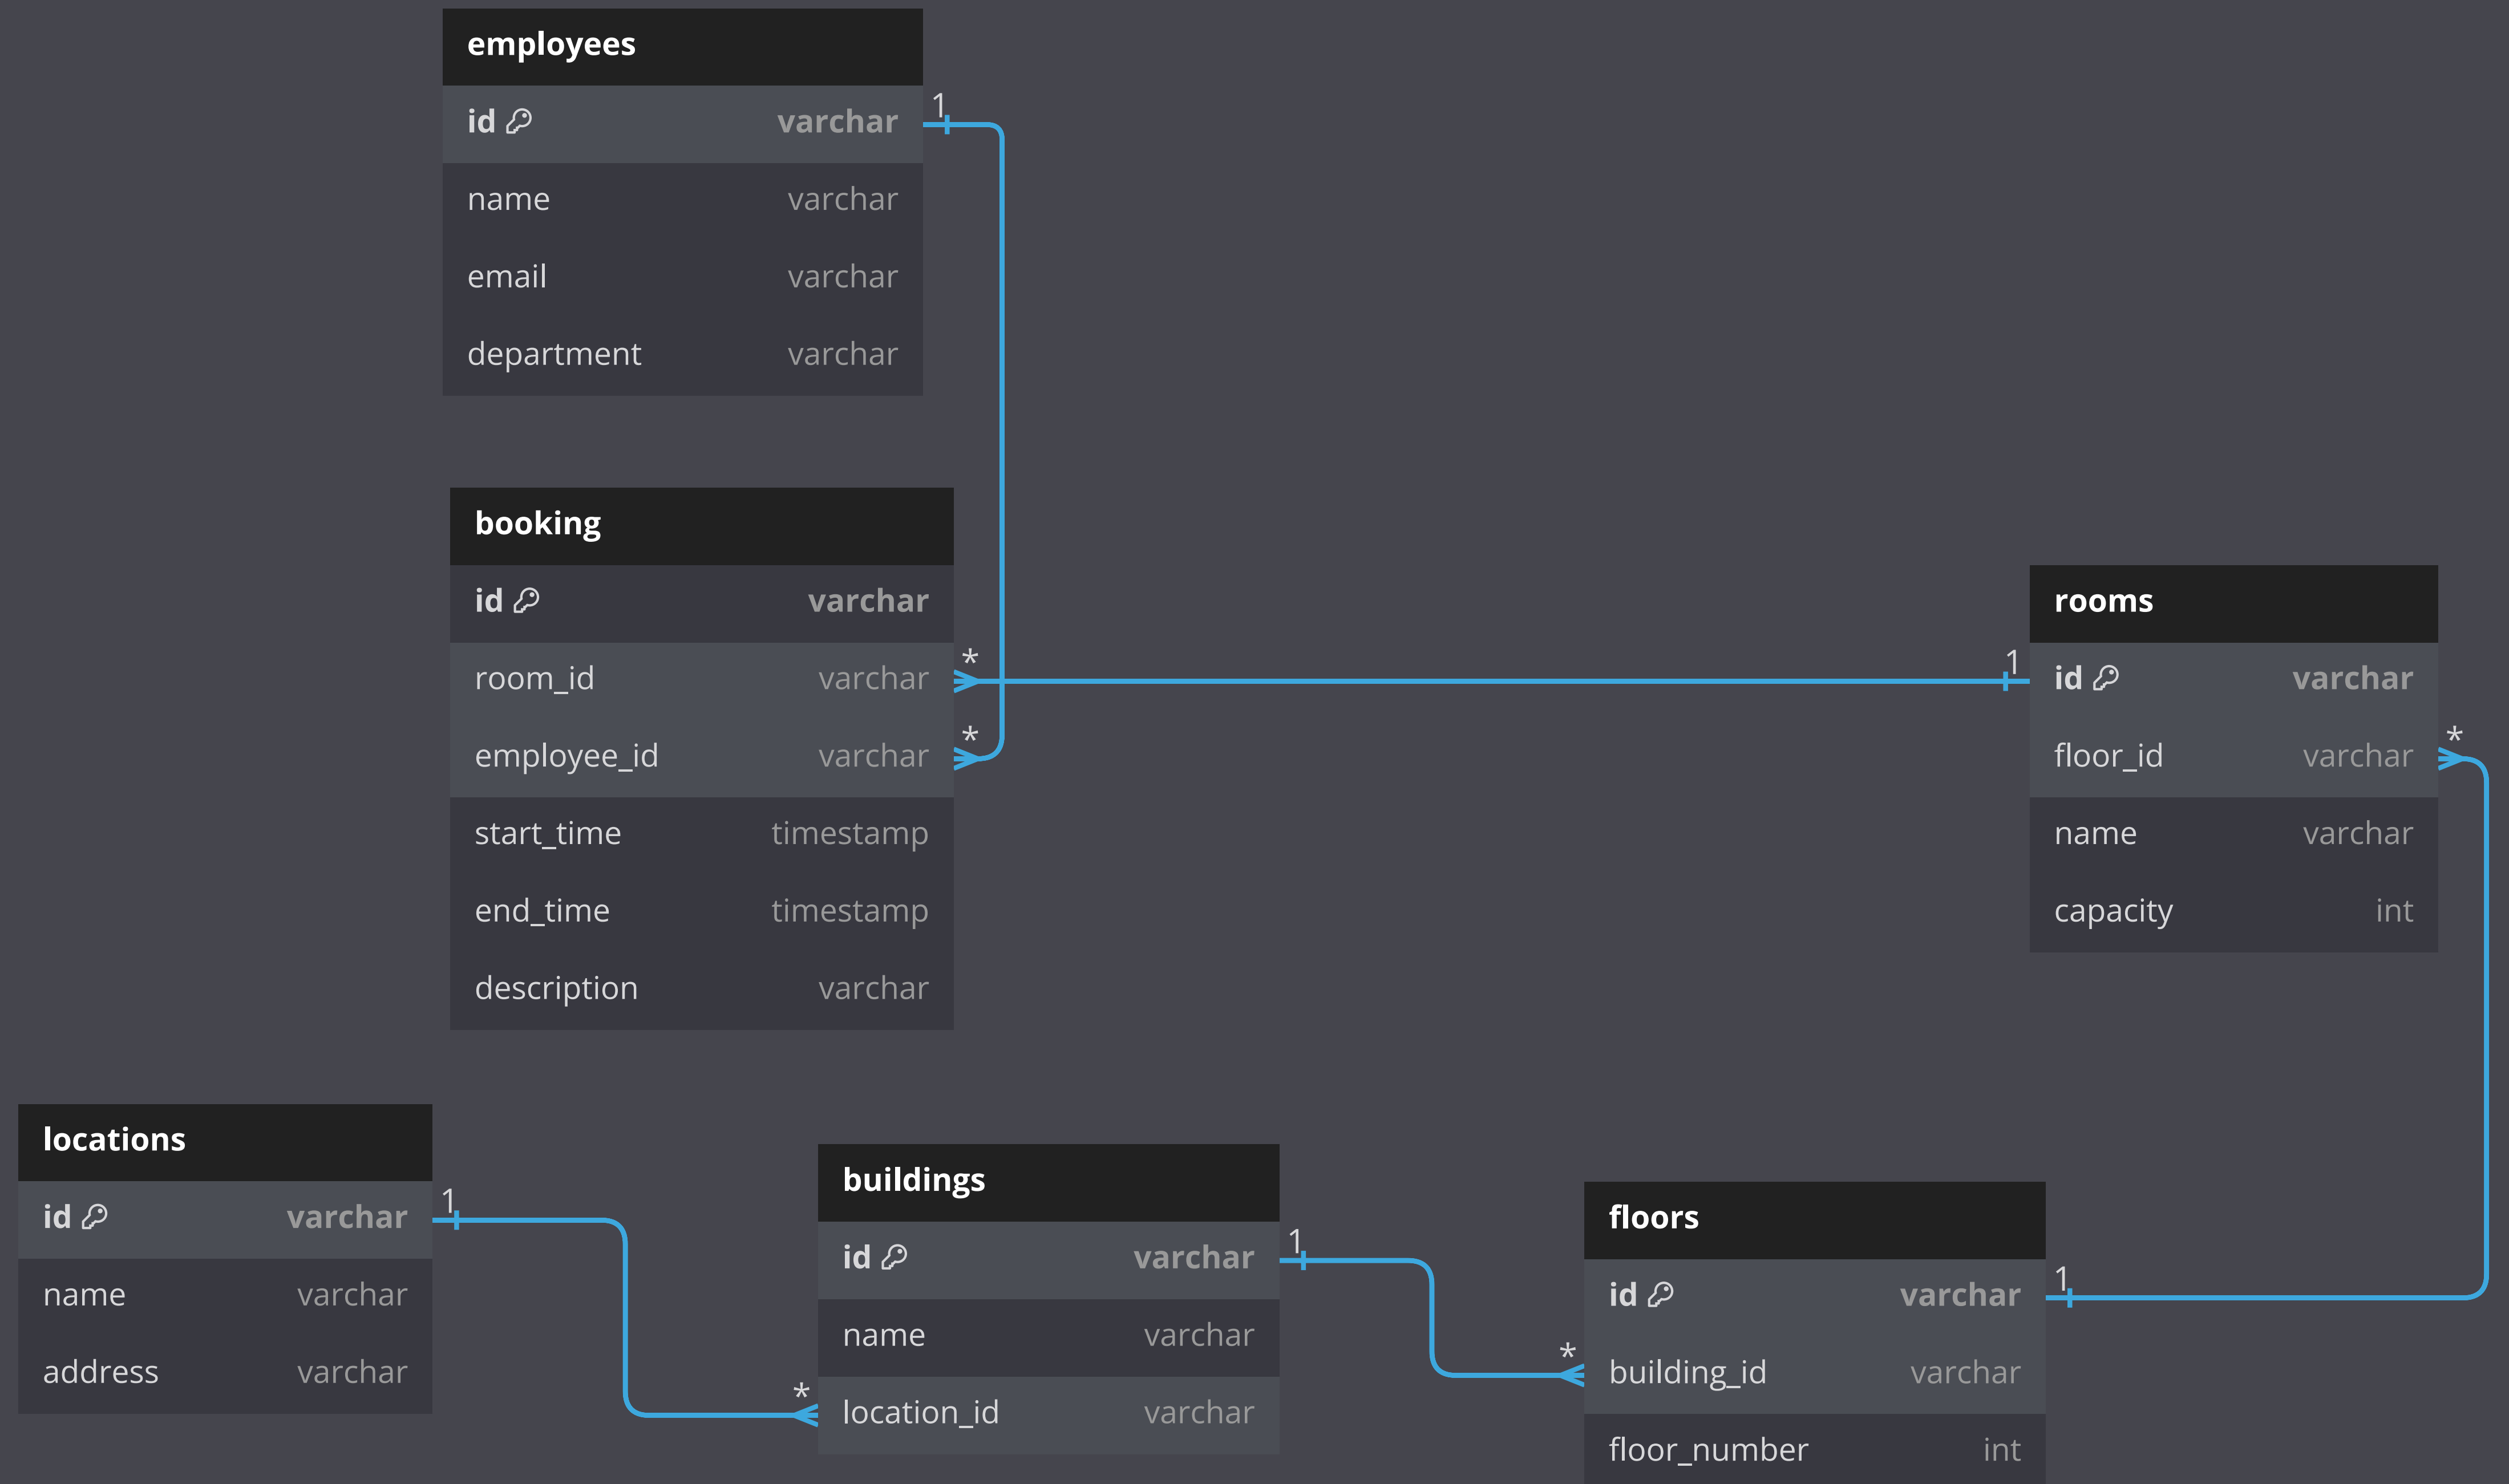 employees
id varchar
name varchar
email varchar
department varchar
1
booking
id varchar
room_id varchar
employee_id varchar
start_time timestamp
end_time timestamp
description varchar
*
*
1
rooms
id varchar
floor_id varchar
name varchar
capacity int
*
locations
id varchar
name varchar
address varchar
1
*
buildings
id varchar
name varchar
location_id varchar
1
*
floors
id varchar
building_id varchar
floor_number int
1